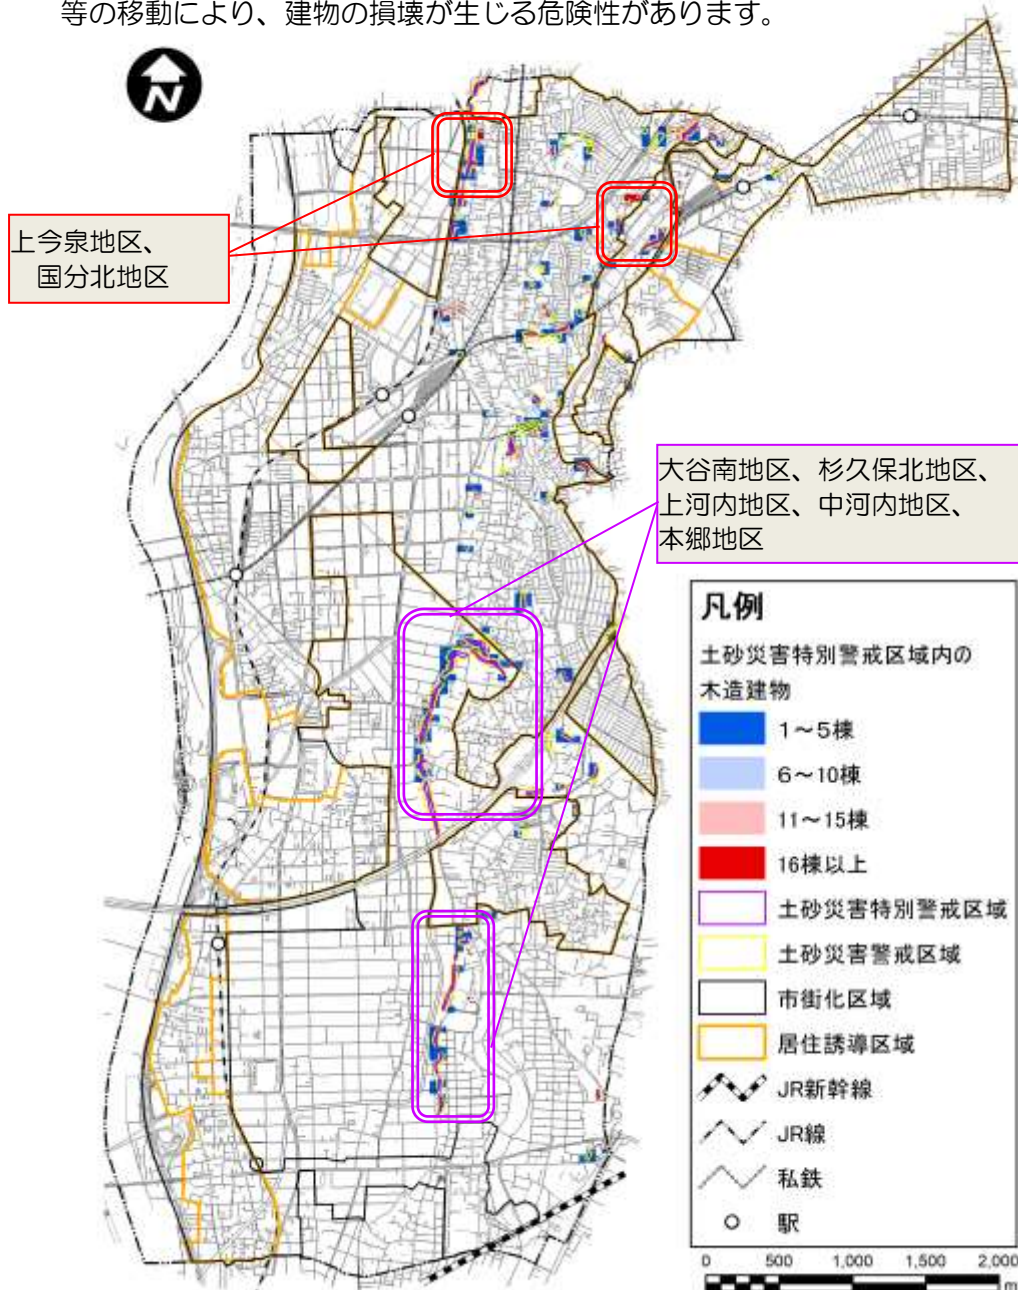 等の移動により、建物の損壊が生じる危険性があります。
N
上今泉地区、
国分北地区
大谷南地区、杉久保北地区、
上河内地区、中河内地区、
本郷地区
凡例
土砂災害特別警戒区域内の
木造建物
1～5棟
6～10棟
11～15棟
16棟以上
土砂災害特別警戒区域
土砂災害警戒区域
市街化区域
居住誘導区域
JR新幹線
JR線
私鉄
駅
0 500 1,000 1,500 2,000
m